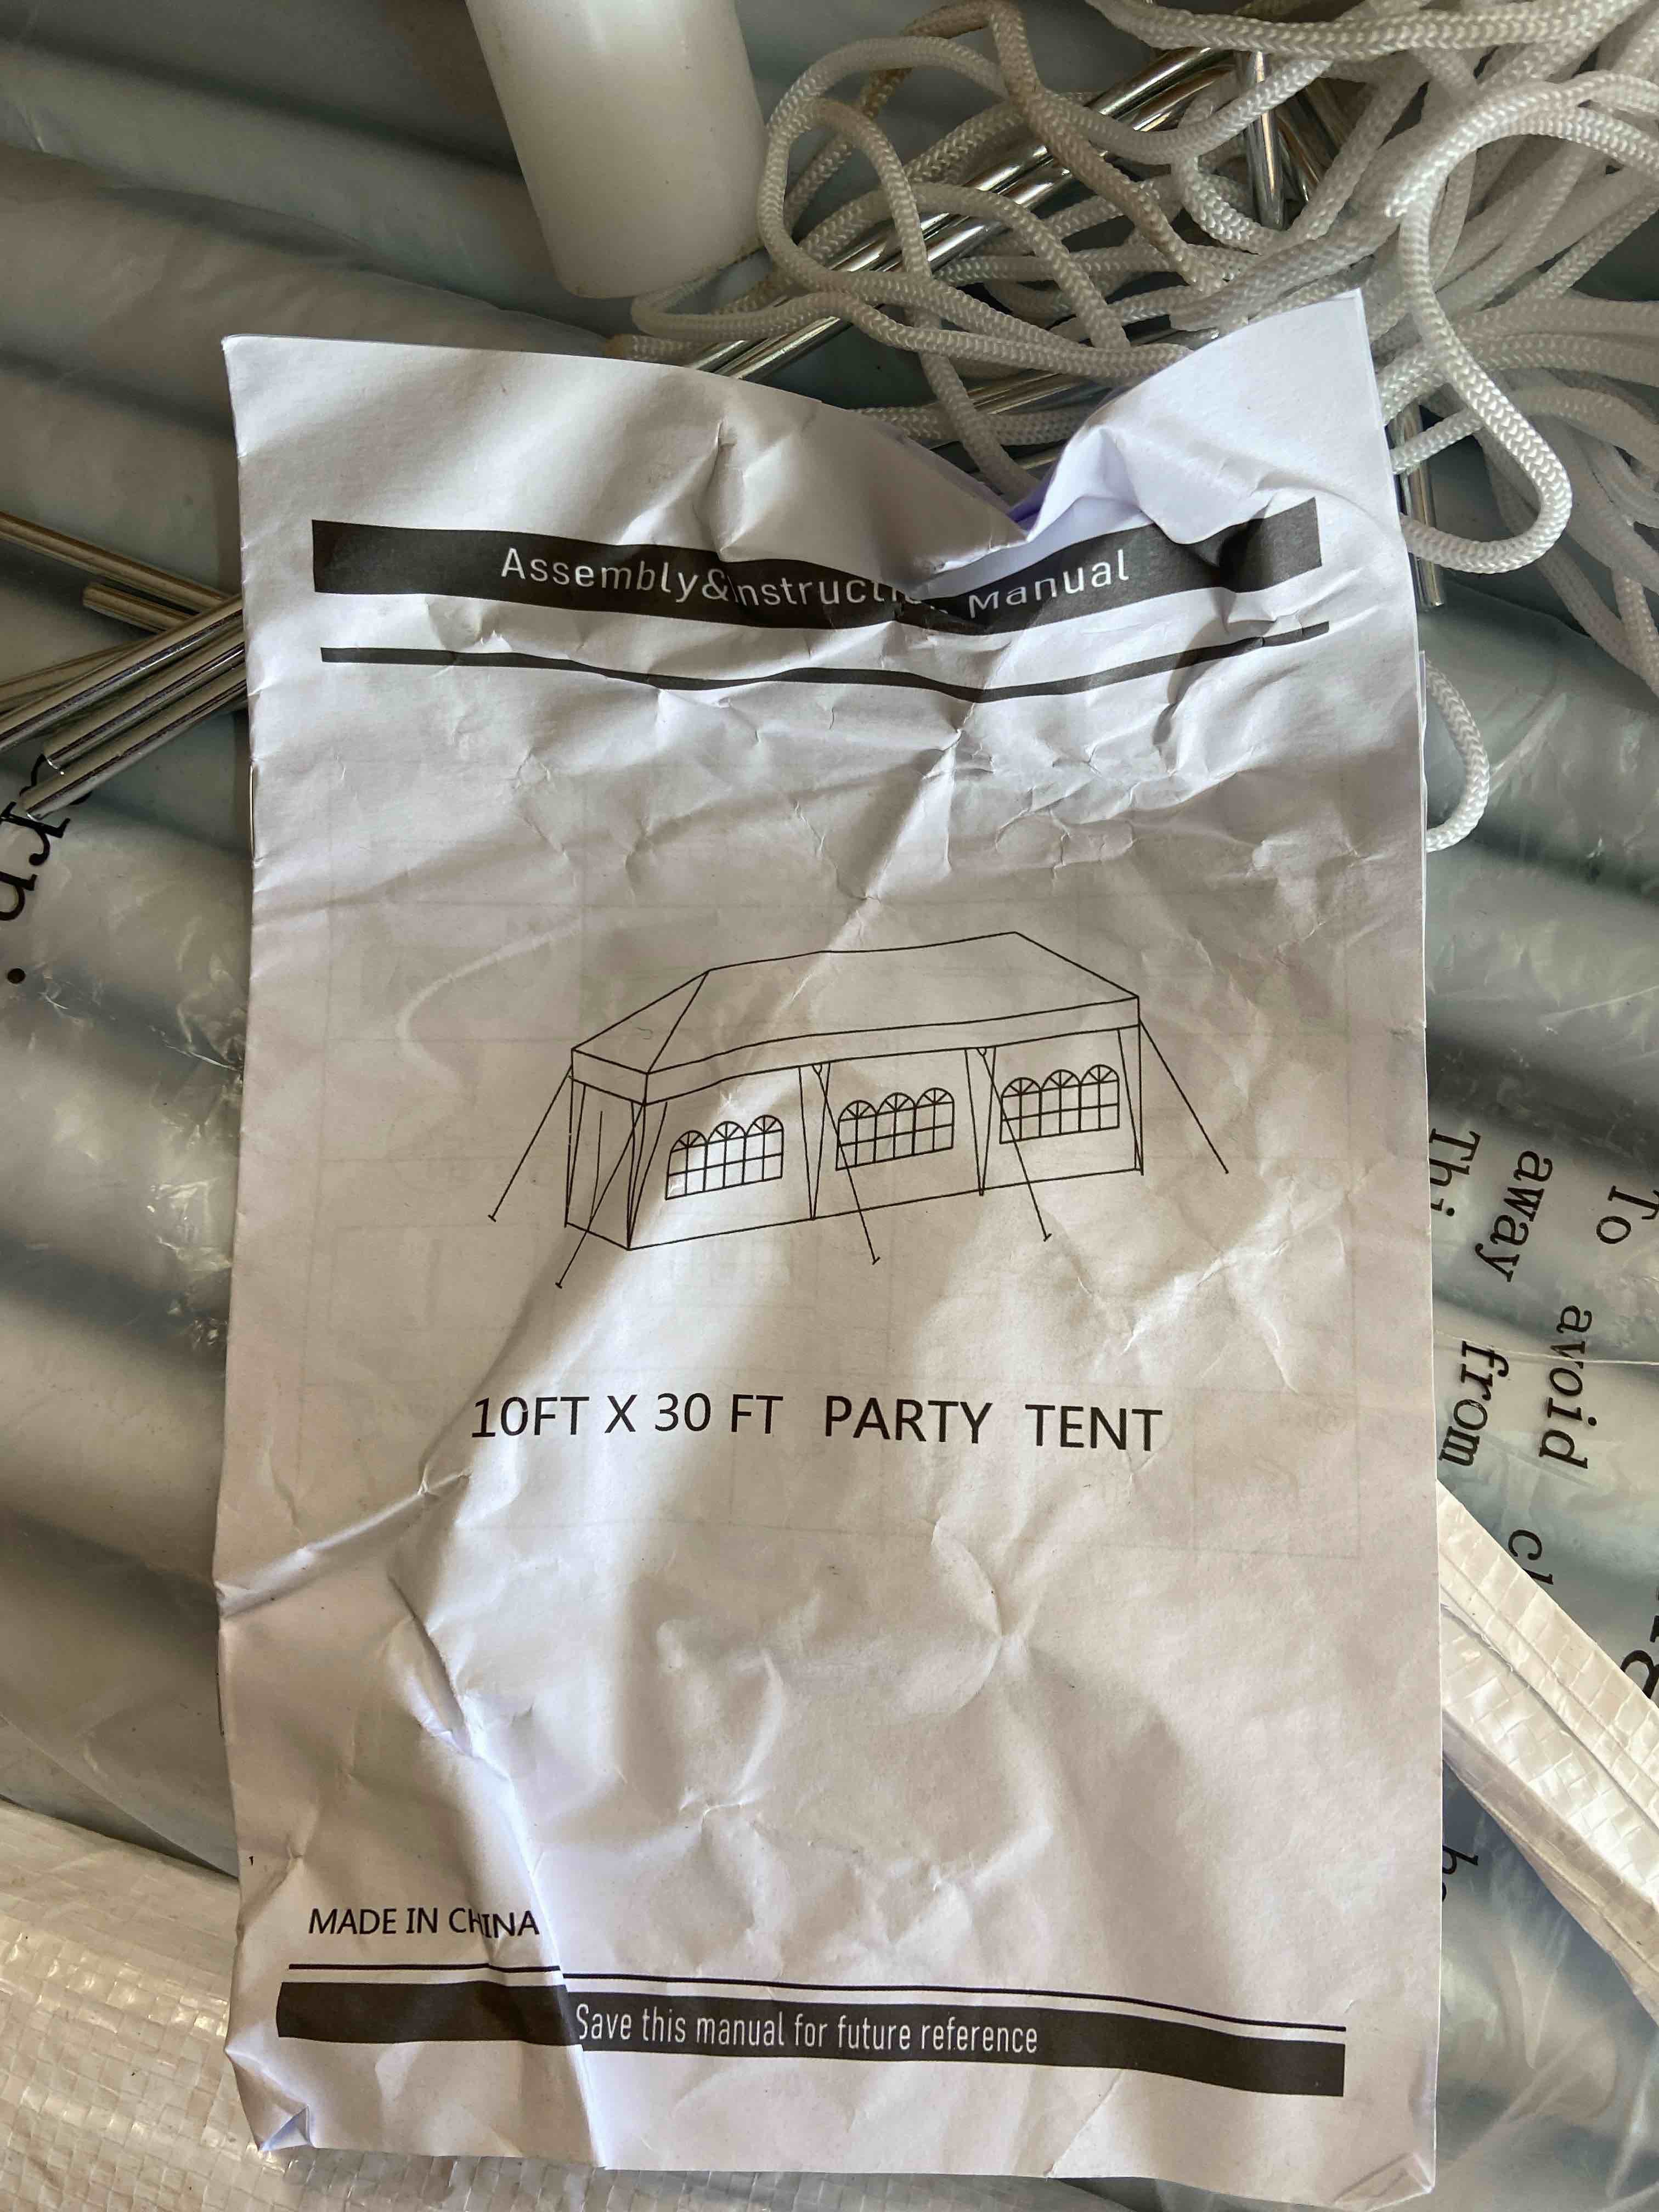 Assembly&Instruction Manual
10FT X 30 FT PARTY TENT
MADE IN CHINA
Save this manual for future reference
To avoid
away from